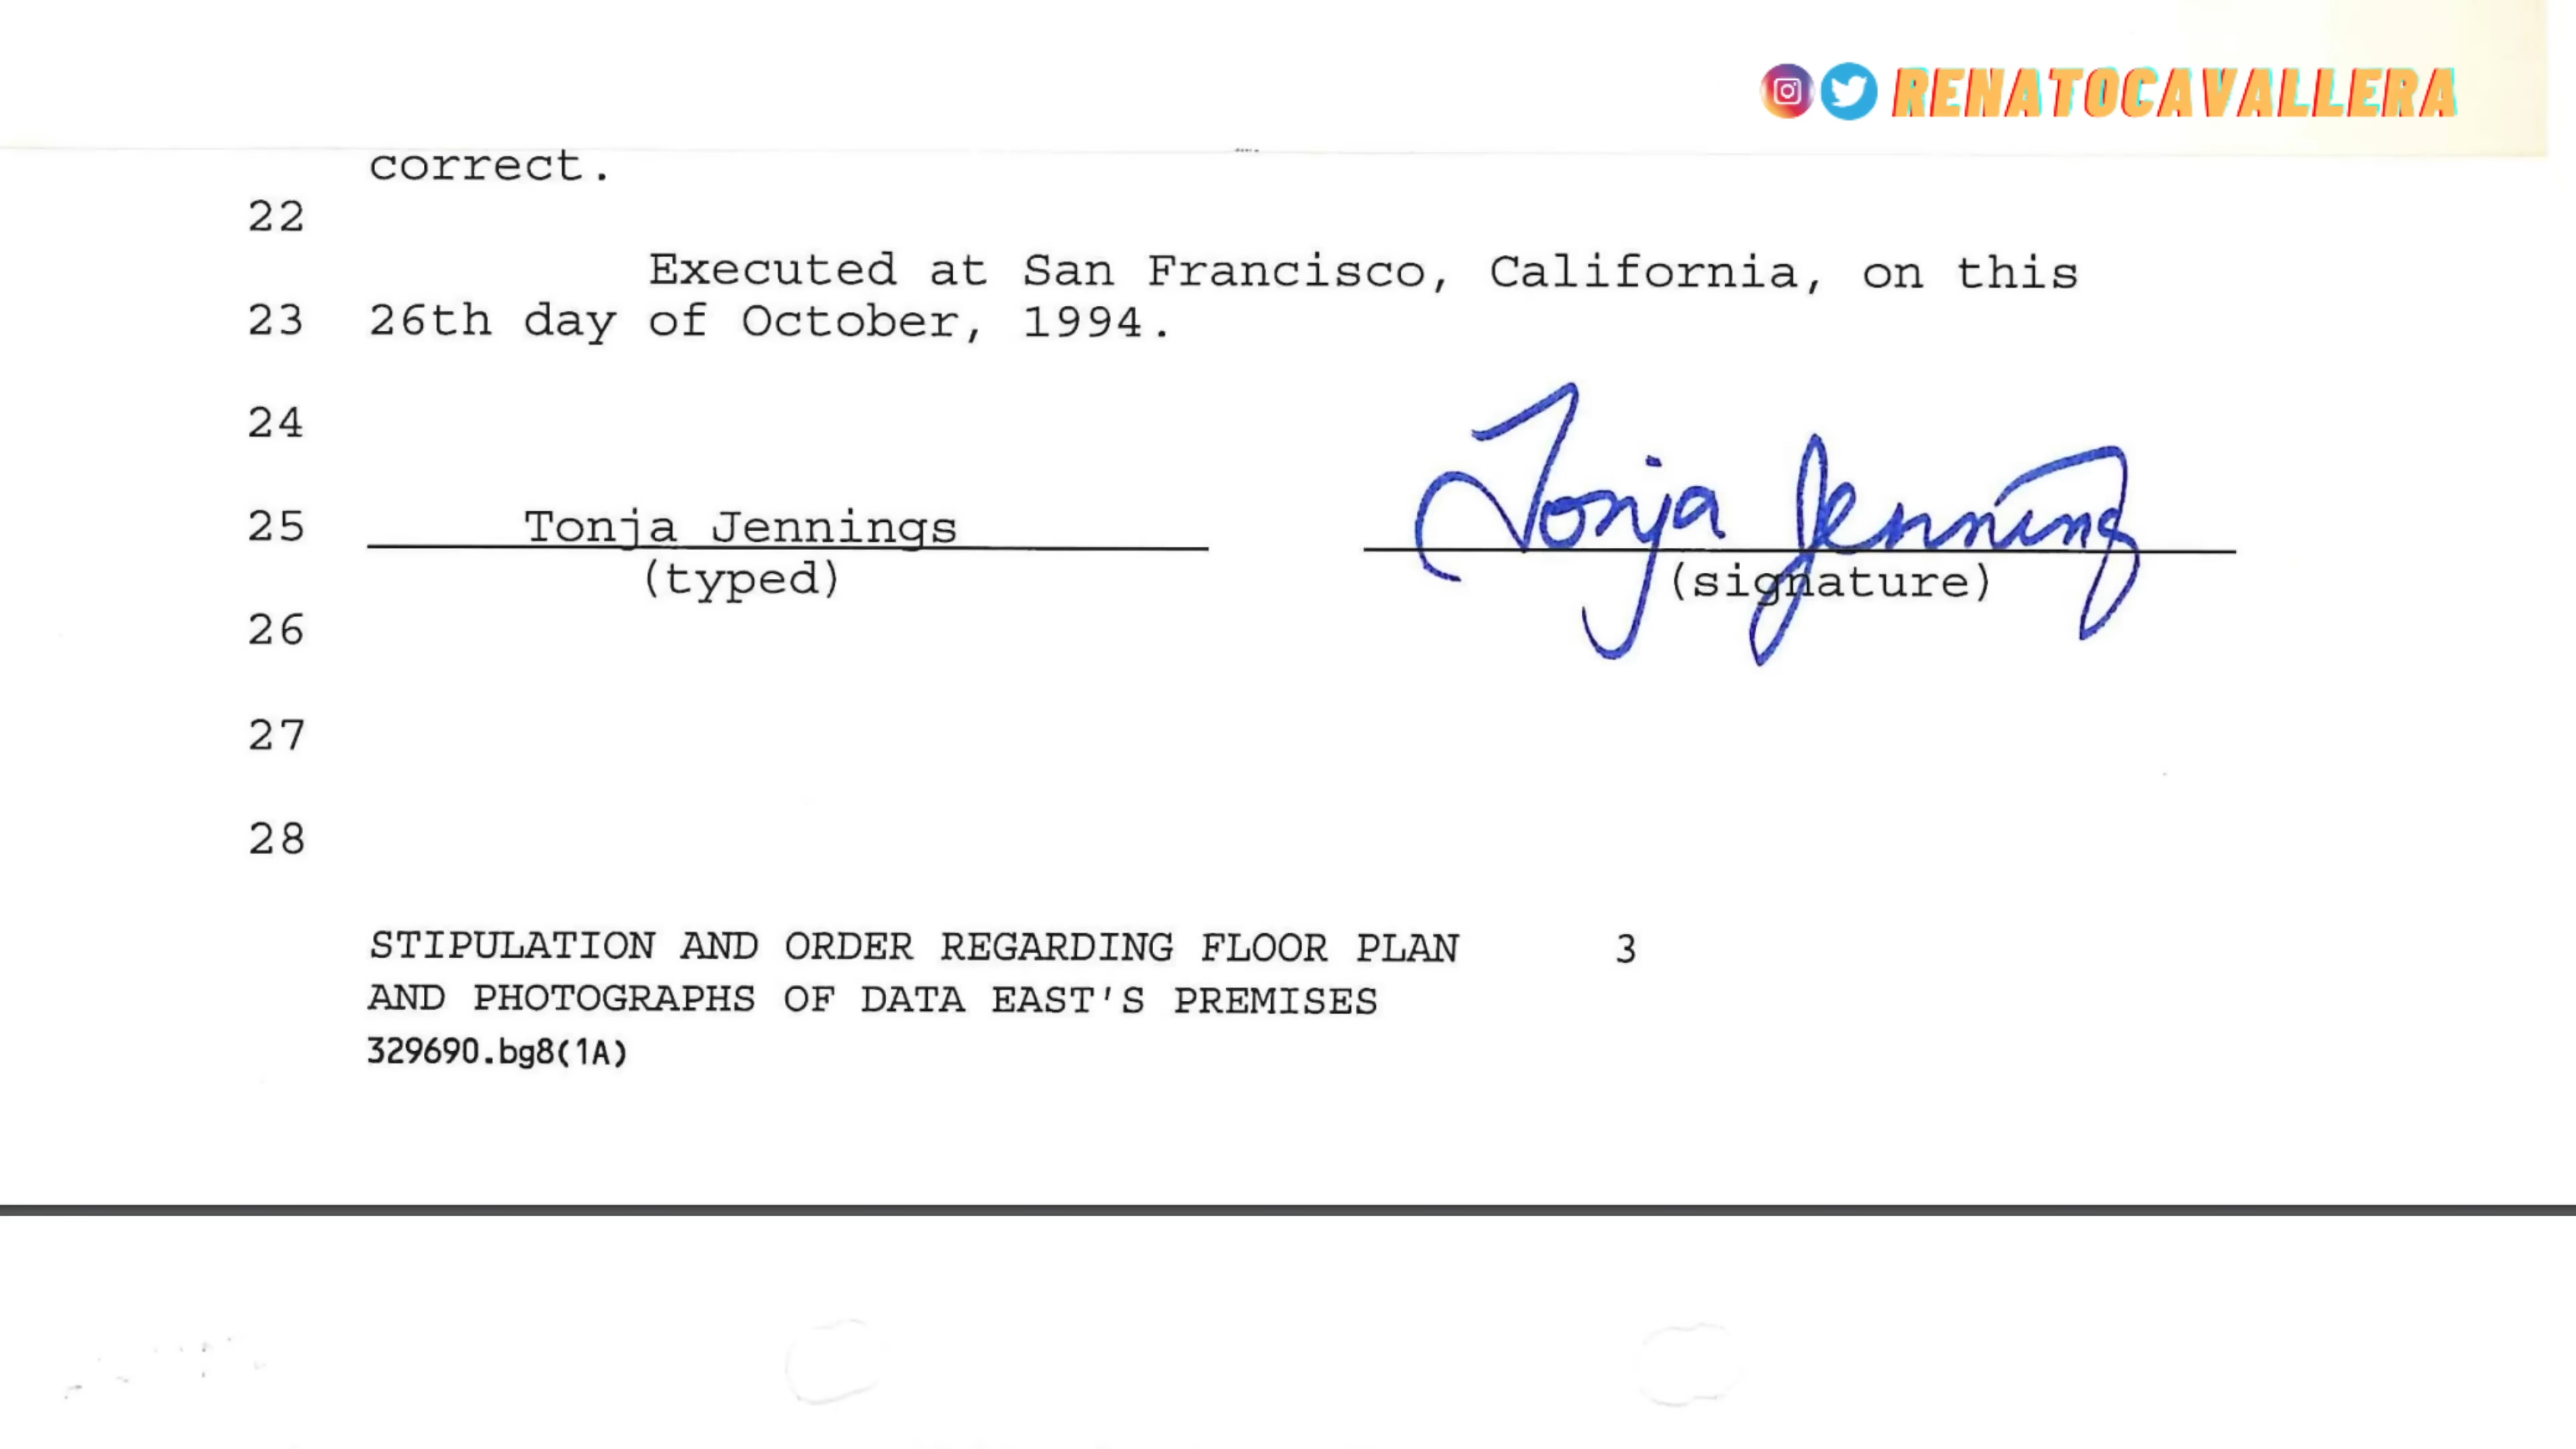 RENATOCAVALLERA
correct.
22
Executed at San Francisco, California, on this
23 26th day of October, 1994.
24
25 Tonja Jennings Tonja Jennings
(typed) (signature)
26
27
28
STIPULATION AND ORDER REGARDING FLOOR PLAN 3
AND PHOTOGRAPHS OF DATA EAST'S PREMISES
329690.bg8(1A)